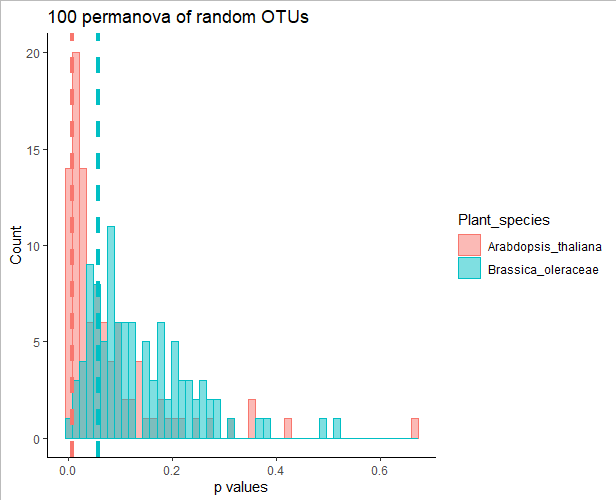 100 permanova of random OTUs
20
15
10
5
0
Count
0.0
0.2
0.4
0.6
p values
Plant_species
Arabdopsis_thaliana
Brassica_oleraceae